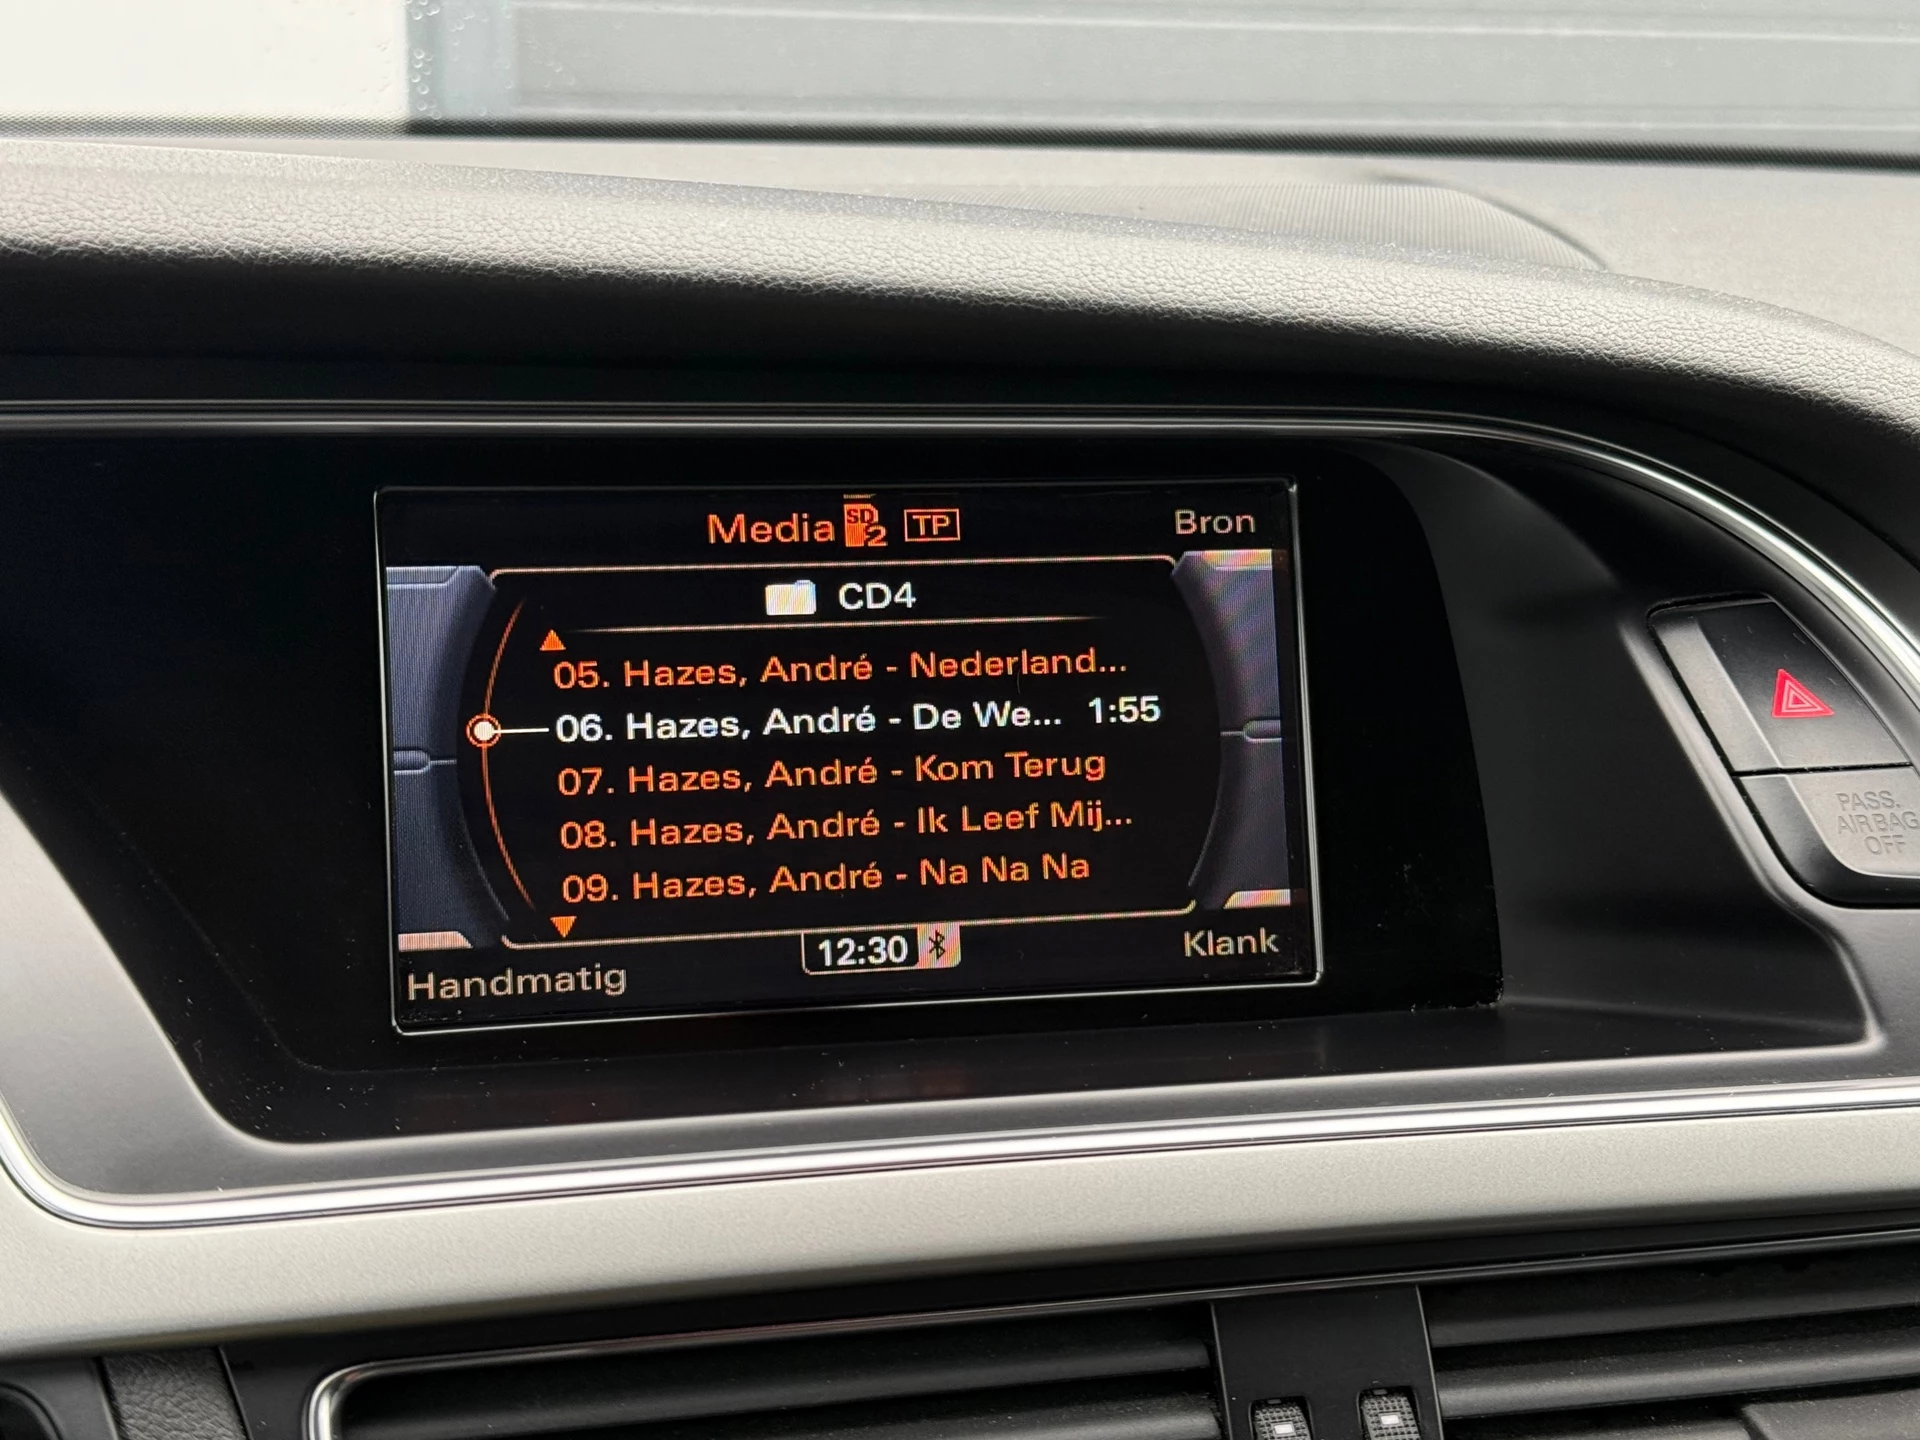 Media SD 2 TP Bron
CD4
05. Hazes, André - Nederland...
06. Hazes, André - De We... 1:55
07. Hazes, André - Kom Terug
08. Hazes, André - Ik Leef Mij...
09. Hazes, André - Na Na Na
Handmatig 12:30 Klank
PASS.
AIRBAG
OFF